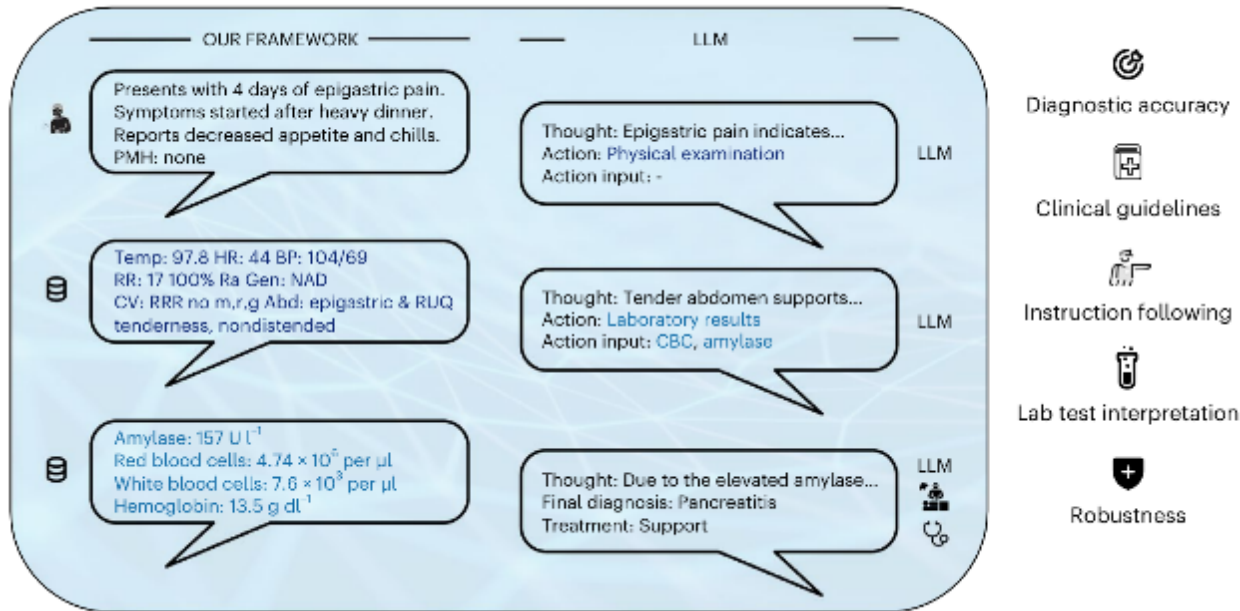 OUR FRAMEWORK
LLM
Presents with 4 days of epigastric pain.
Symptoms started after heavy dinner.
Reports decreased appetite and chills.
PMH: none
Thought: Epigastric pain indicates...
Action: Physical examination
Action input: -
LLM
Temp: 97.8 HR: 44 BP: 104/69
RR: 17 100% Ra Gen: NAD
CV: RRR no m,r,g Abd: epigastric & RUQ
tenderness, nondistended
Thought: Tender abdomen supports...
Action: Laboratory results
Action input: CBC, amylase
LLM
Amylase: 157 U l⁻¹
Red blood cells: 4.74 × 10⁶ per µl
White blood cells: 7.6 × 10³ per µl
Hemoglobin: 13.5 g dl⁻¹
Thought: Due to the elevated amylase...
Final diagnosis: Pancreatitis
Treatment: Support
LLM
Diagnostic accuracy
Clinical guidelines
Instruction following
Lab test interpretation
Robustness